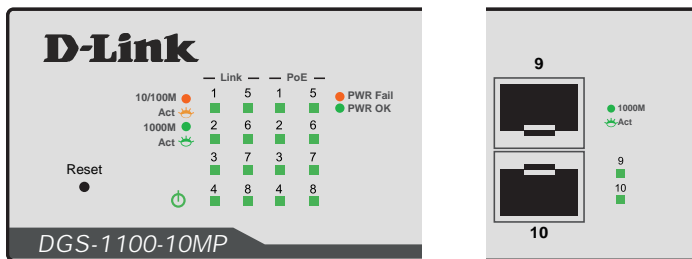 D-Link
— Link — — PoE —
10/100M 1 5 1 5 PWR Fail
Act PWR OK
1000M 2 6 2 6
Act
3 7 3 7
Reset
4 8 4 8
DGS-1100-10MP
9
1000M
Act
9
10
10